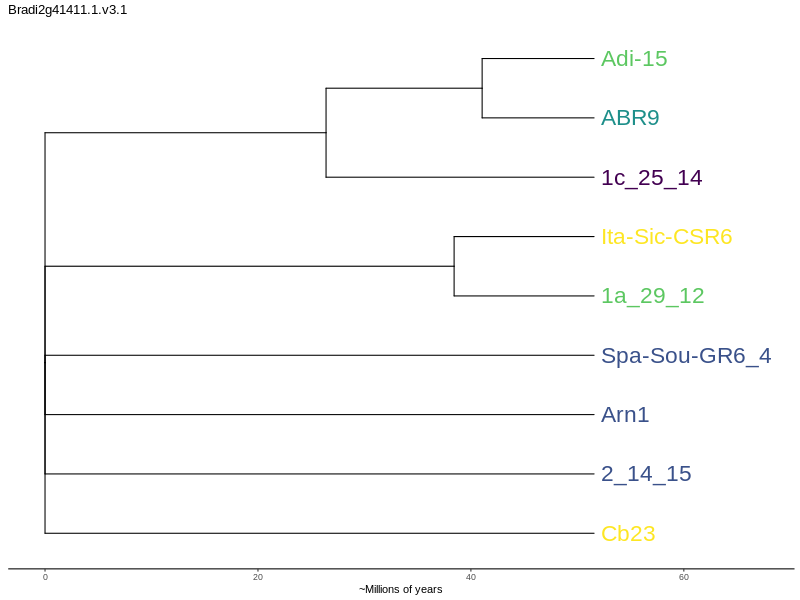 Bradi2g41411.1.v3.1
Adi-15
ABR9
1c_25_14
Ita-Sic-CSR6
1a_29_12
Spa-Sou-GR6_4
Arn1
2_14_15
Cb23
0 20 40 60
~Millions of years